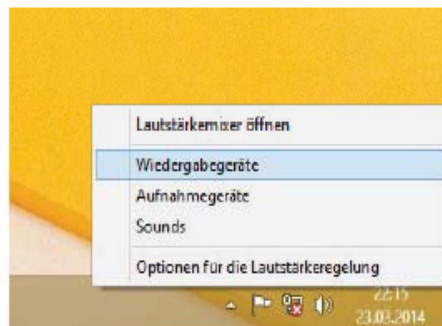 Lautstärkemixer öffnen
Wiedergabegeräte
Aufnahmegeräte
Sounds
Optionen für die Lautstärkeregelung
22:15
23.03.2014